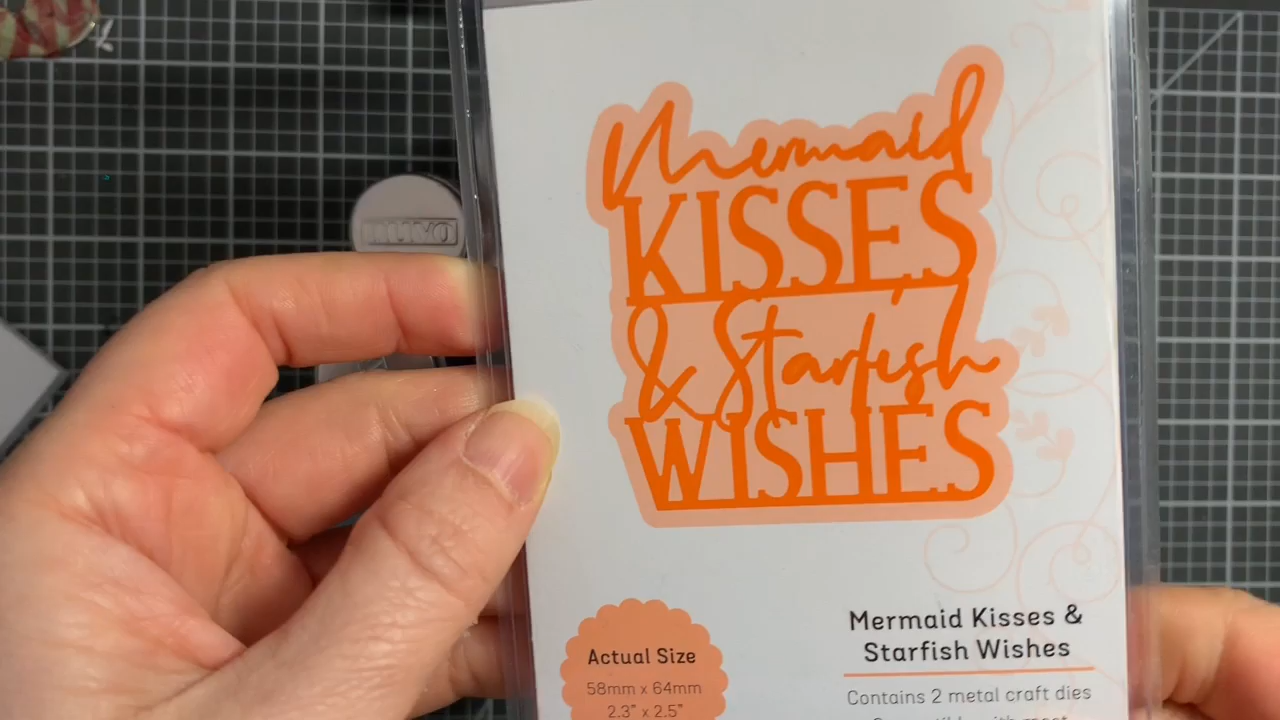 Mermaid
KISSES
& Starfish
WISHES
Mermaid Kisses &
Starfish Wishes
Contains 2 metal craft dies
Actual Size
58mm x 64mm
2.3" x 2.5"